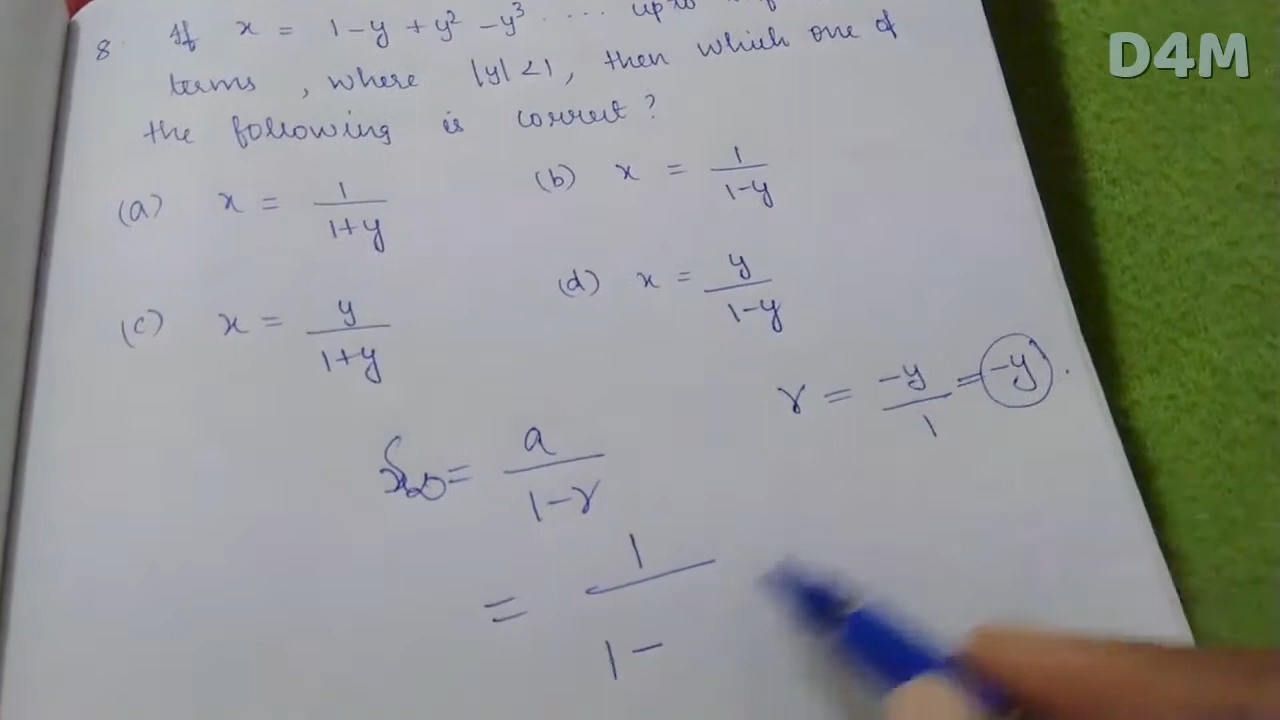 D4M
8. If x = 1 - y + y² - y³ .... upto
terms , where |y| < 1 , then which one of
the following is correct ?
(a) x = 1/(1+y) (b) x = 1/(1-y)
(c) x = y/(1+y) (d) x = y/(1-y)
r = -y/1 = -y .
S∞ = a/(1-r)
= 1/(1-